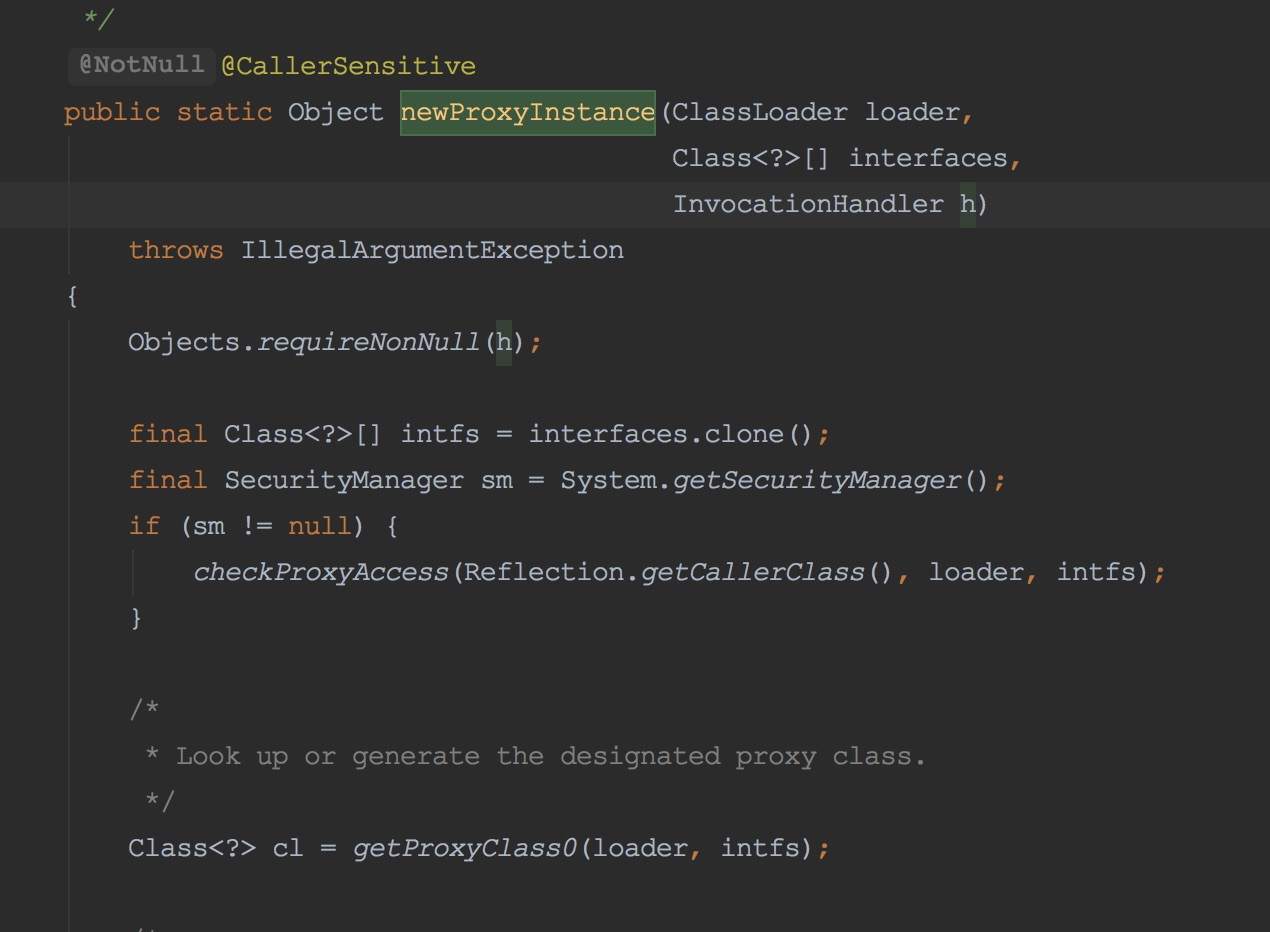 */
@NotNull @CallerSensitive
public static Object newProxyInstance(ClassLoader loader,
Class<?>[] interfaces,
InvocationHandler h)
throws IllegalArgumentException
{
Objects.requireNonNull(h);
final Class<?>[] intfs = interfaces.clone();
final SecurityManager sm = System.getSecurityManager();
if (sm != null) {
checkProxyAccess(Reflection.getCallerClass(), loader, intfs);
}
/*
* Look up or generate the designated proxy class.
*/
Class<?> cl = getProxyClass0(loader, intfs);